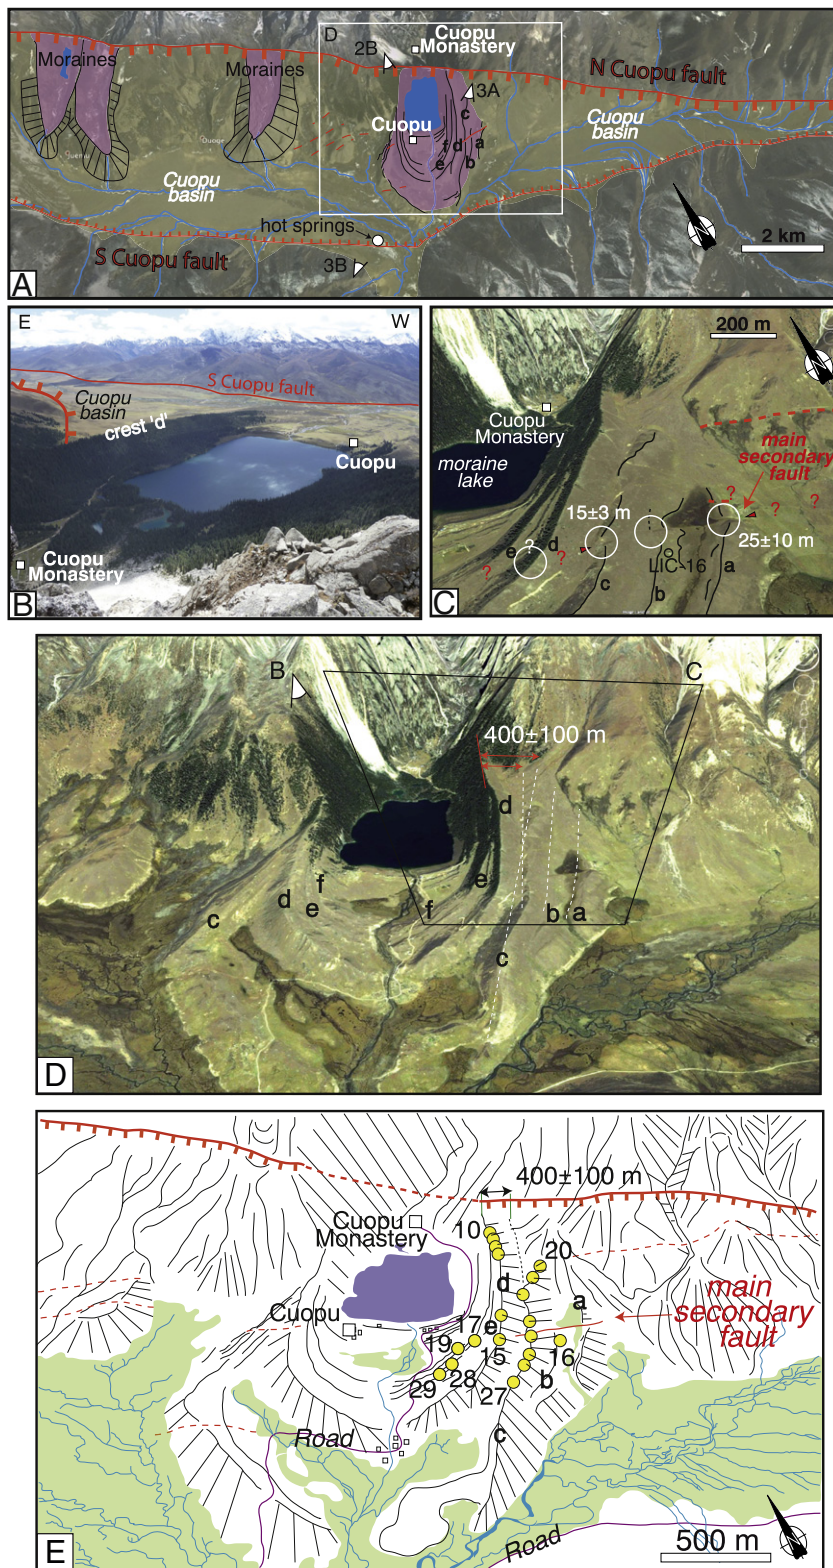 D
2B
Cuopu
Monastery
Moraines
Moraines
N Cuopu fault
3A
Cuopu
basin
Cuopu
c
f
d
a
e
b
Quoge
Cuopu
basin
hot springs
S Cuopu fault
3B
N
2 km
A
E
W
S Cuopu fault
Cuopu
basin
crest 'd'
Cuopu
Cuopu
Monastery
B
200 m
N
Cuopu
Monastery
moraine
lake
main
secondary
fault
?
?
?
?
15±3 m
25±10 m
e
?
d
?
?
LIC-16
a
c
b
C
B
C
400±100 m
d
f
e
d
e
f
c
b
a
c
D
400±100 m
Cuopu
Monastery
10
20
d
a
main
secondary
fault
Cuopu
17
e
19
15
16
28
29
27
b
Road
c
Road
N
500 m
E